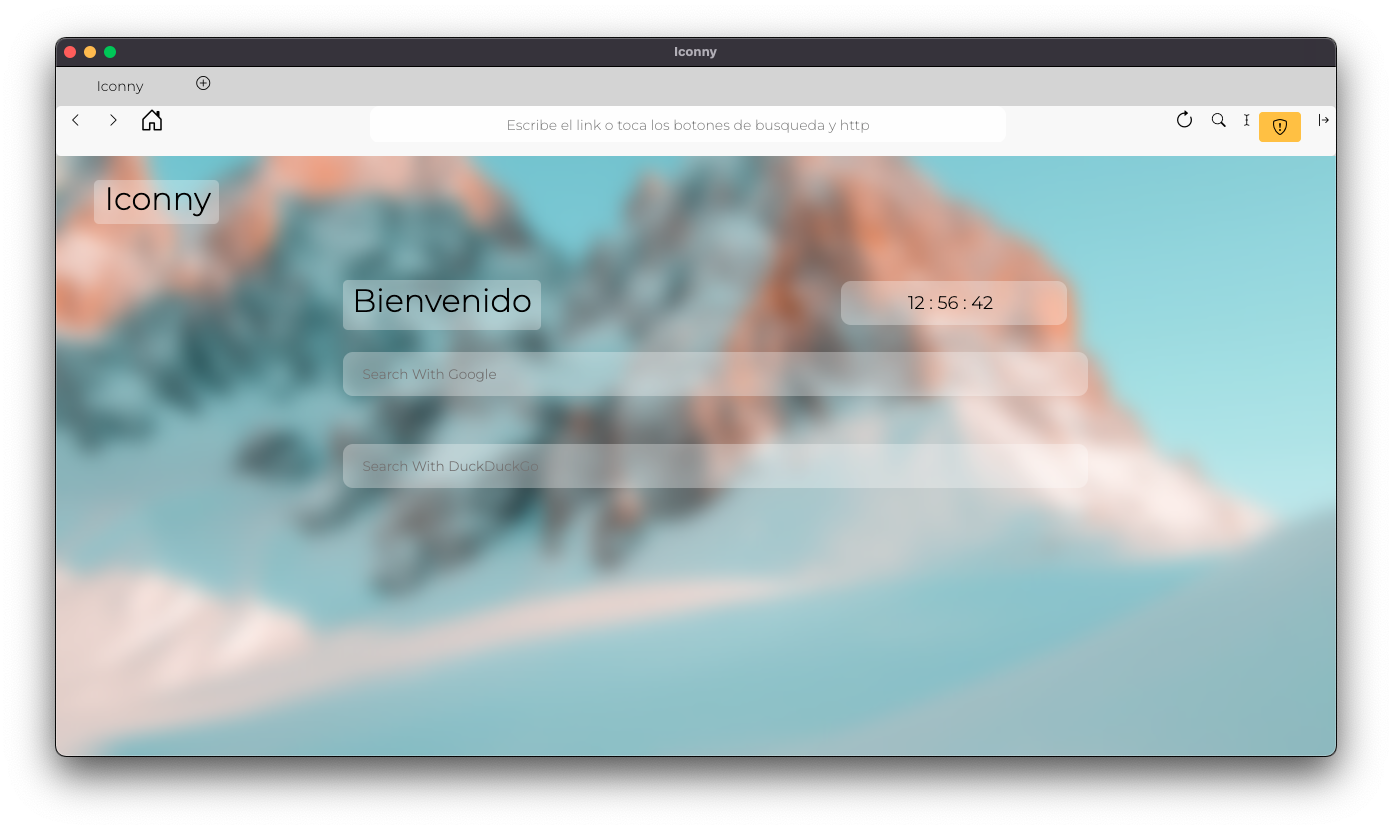 Iconny
Iconny
Escribe el link o toca los botones de busqueda y http
Iconny
Bienvenido
12 : 56 : 42
Search With Google
Search With DuckDuckGo